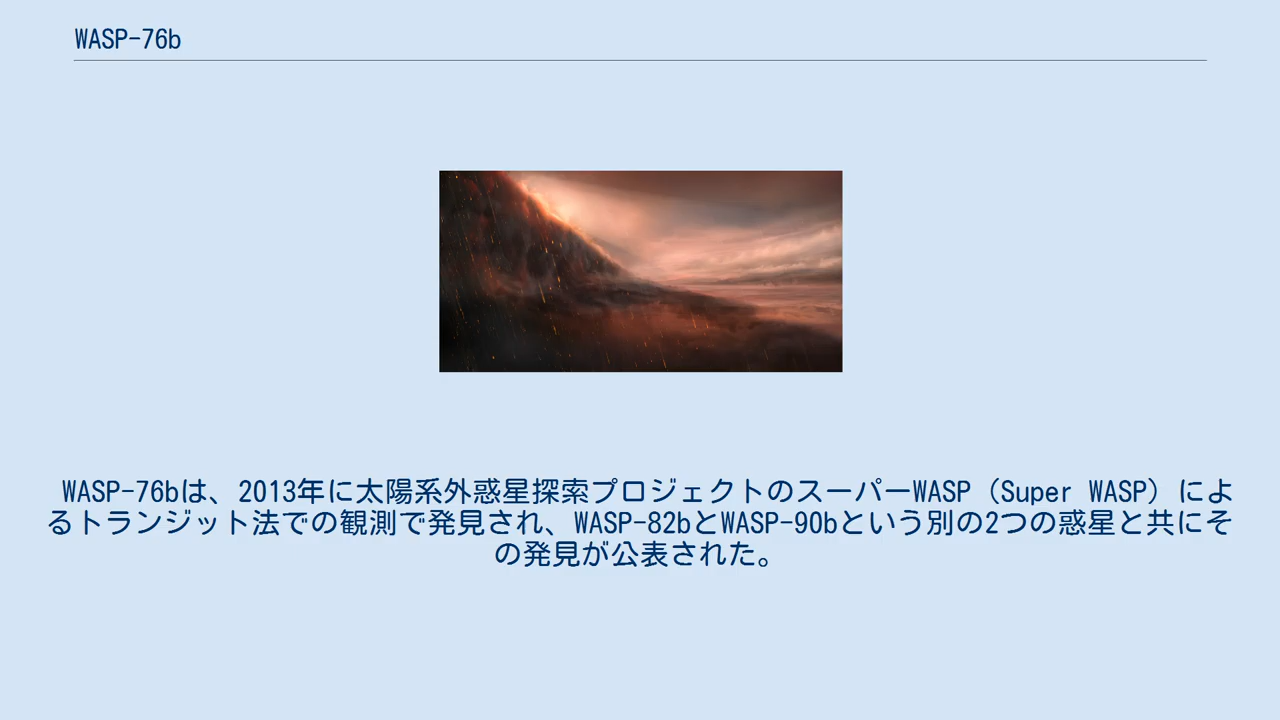 WASP-76b
WASP-76bは、2013年に太陽系外惑星探索プロジェクトのスーパーWASP（Super WASP）によ
るトランジット法での観測で発見され、WASP-82bとWASP-90bという別の2つの惑星と共にそ
の発見が公表された。